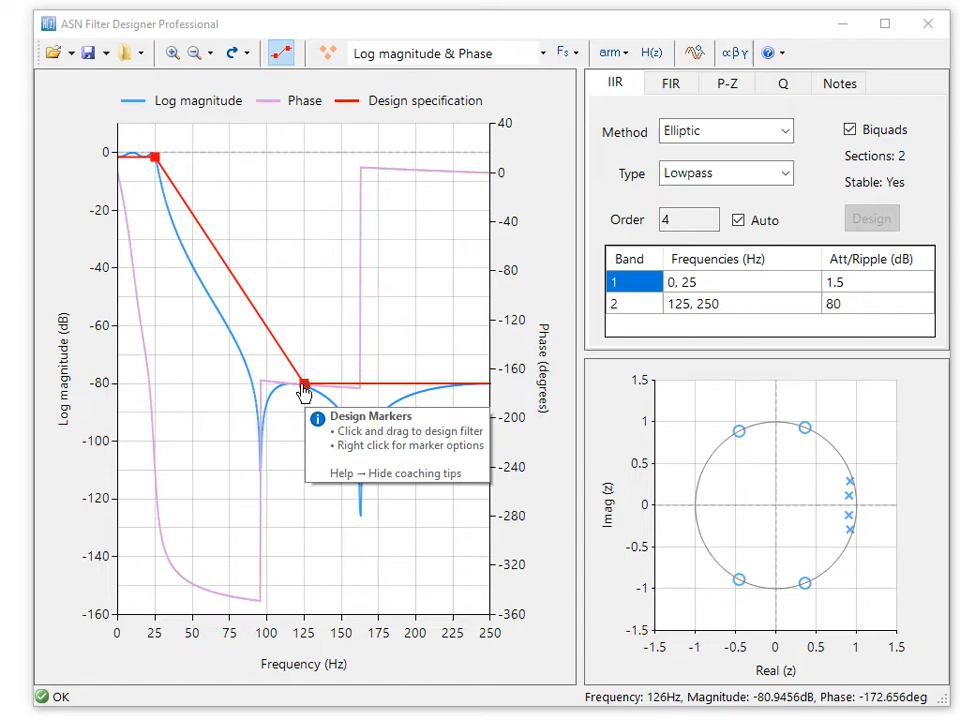 ASN Filter Designer Professional
Log magnitude & Phase
Fs
arm
H(z)
αβγ
Log magnitude
Phase
Design specification
0
-20
-40
-60
-80
-100
-120
-140
-160
Log magnitude (dB)
40
0
-40
-80
-120
-160
-200
-240
-280
-320
-360
Phase (degrees)
0 25 50 75 100 125 150 175 200 225 250
Frequency (Hz)
Design Markers
• Click and drag to design filter
• Right click for marker options
Help → Hide coaching tips
IIR FIR P-Z Q Notes
Method Elliptic Biquads
Sections: 2
Type Lowpass
Stable: Yes
Order 4 Auto Design
Band Frequencies (Hz) Att/Ripple (dB)
1 0, 25 1.5
2 125, 250 80
1.5
1
0.5
0
-0.5
-1
-1.5
Imag (z)
-1.5 -1 -0.5 0 0.5 1 1.5
Real (z)
OK
Frequency: 126Hz, Magnitude: -80.9456dB, Phase: -172.656deg